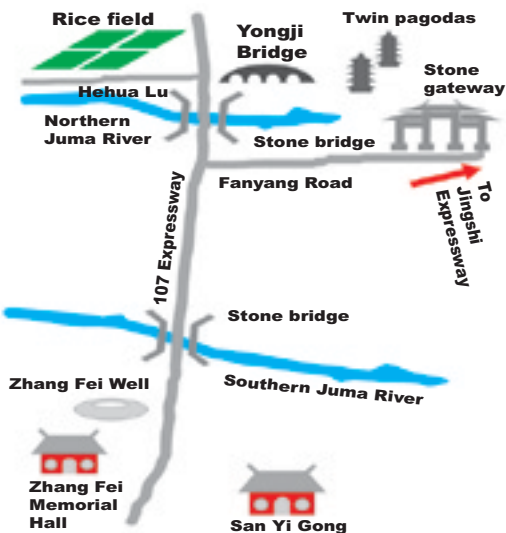 Rice field
Yongji
Bridge
Twin pagodas
Stone
gateway
Hehua Lu
Northern
Juma River
Stone bridge
Fanyang Road
To
Jingshi
Expressway
107 Expressway
Stone bridge
Zhang Fei Well
Southern Juma River
Zhang Fei
Memorial
Hall
San Yi Gong